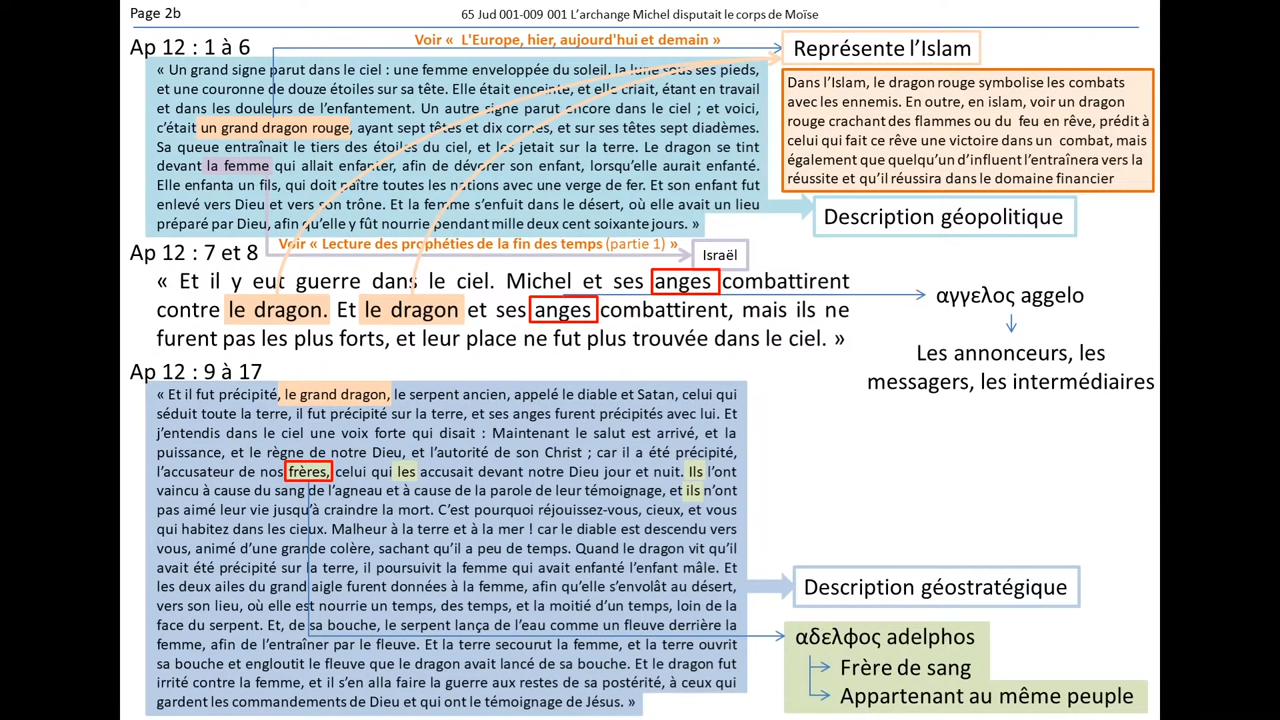 Page 2b
65 Jud 001-009 001 L’archange Michel disputait le corps de Moïse
Ap 12 : 1 à 6
Voir «  L'Europe, hier, aujourd'hui et demain »
Représente l’Islam
« Un grand signe parut dans le ciel : une femme enveloppée du soleil, la lune sous ses pieds,
et une couronne de douze étoiles sur sa tête. Elle était enceinte, et elle criait, étant en travail
et dans les douleurs de l’enfantement. Un autre signe parut encore dans le ciel ; et voici,
c’était un grand dragon rouge, ayant sept têtes et dix cornes, et sur ses têtes sept diadèmes.
Sa queue entraînait le tiers des étoiles du ciel, et les jetait sur la terre. Le dragon se tint
devant la femme qui allait enfanter, afin de dévorer son enfant, lorsqu’elle aurait enfanté.
Elle enfanta un fils, qui doit paître toutes les nations avec une verge de fer. Et son enfant fut
enlevé vers Dieu et vers son trône. Et la femme s’enfuit dans le désert, où elle avait un lieu
préparé par Dieu, afin qu’elle y fût nourrie pendant mille deux cent soixante jours. »
Dans l’Islam, le dragon rouge symbolise les combats
avec les ennemis. En outre, en islam, voir un dragon
rouge crachant des flammes ou du  feu en rêve, prédit à
celui qui fait ce rêve une victoire dans un  combat, mais
également que quelqu’un d’influent l’entraînera vers la
réussite et qu’il réussira dans le domaine financier
Description géopolitique
Voir « Lecture des prophéties de la fin des temps (partie 1) »
Israël
Ap 12 : 7 et 8
« Et il y eut guerre dans le ciel. Michel et ses anges combattirent
contre le dragon. Et le dragon et ses anges combattirent, mais ils ne
furent pas les plus forts, et leur place ne fut plus trouvée dans le ciel. »
αγγελος aggelo
Les annonceurs, les
messagers, les intermédiaires
Ap 12 : 9 à 17
« Et il fut précipité, le grand dragon, le serpent ancien, appelé le diable et Satan, celui qui
séduit toute la terre, il fut précipité sur la terre, et ses anges furent précipités avec lui. Et
j’entendis dans le ciel une voix forte qui disait : Maintenant le salut est arrivé, et la
puissance, et le règne de notre Dieu, et l’autorité de son Christ ; car il a été précipité,
l’accusateur de nos frères, celui qui les accusait devant notre Dieu jour et nuit. Ils l’ont
vaincu à cause du sang de l’agneau et à cause de la parole de leur témoignage, et ils n’ont
pas aimé leur vie jusqu’à craindre la mort. C’est pourquoi réjouissez-vous, cieux, et vous
qui habitez dans les cieux. Malheur à la terre et à la mer ! car le diable est descendu vers
vous, animé d’une grande colère, sachant qu’il a peu de temps. Quand le dragon vit qu’il
avait été précipité sur la terre, il poursuivit la femme qui avait enfanté l’enfant mâle. Et
les deux ailes du grand aigle furent données à la femme, afin qu’elle s’envolât au désert,
vers son lieu, où elle est nourrie un temps, des temps, et la moitié d’un temps, loin de la
face du serpent. Et, de sa bouche, le serpent lança de l’eau comme un fleuve derrière la
femme, afin de l’entraîner par le fleuve. Et la terre secourut la femme, et la terre ouvrit
sa bouche et engloutit le fleuve que le dragon avait lancé de sa bouche. Et le dragon fut
irrité contre la femme, et il s’en alla faire la guerre aux restes de sa postérité, à ceux qui
gardent les commandements de Dieu et qui ont le témoignage de Jésus. »
Description géostratégique
αδελφος adelphos
Frère de sang
Appartenant au même peuple